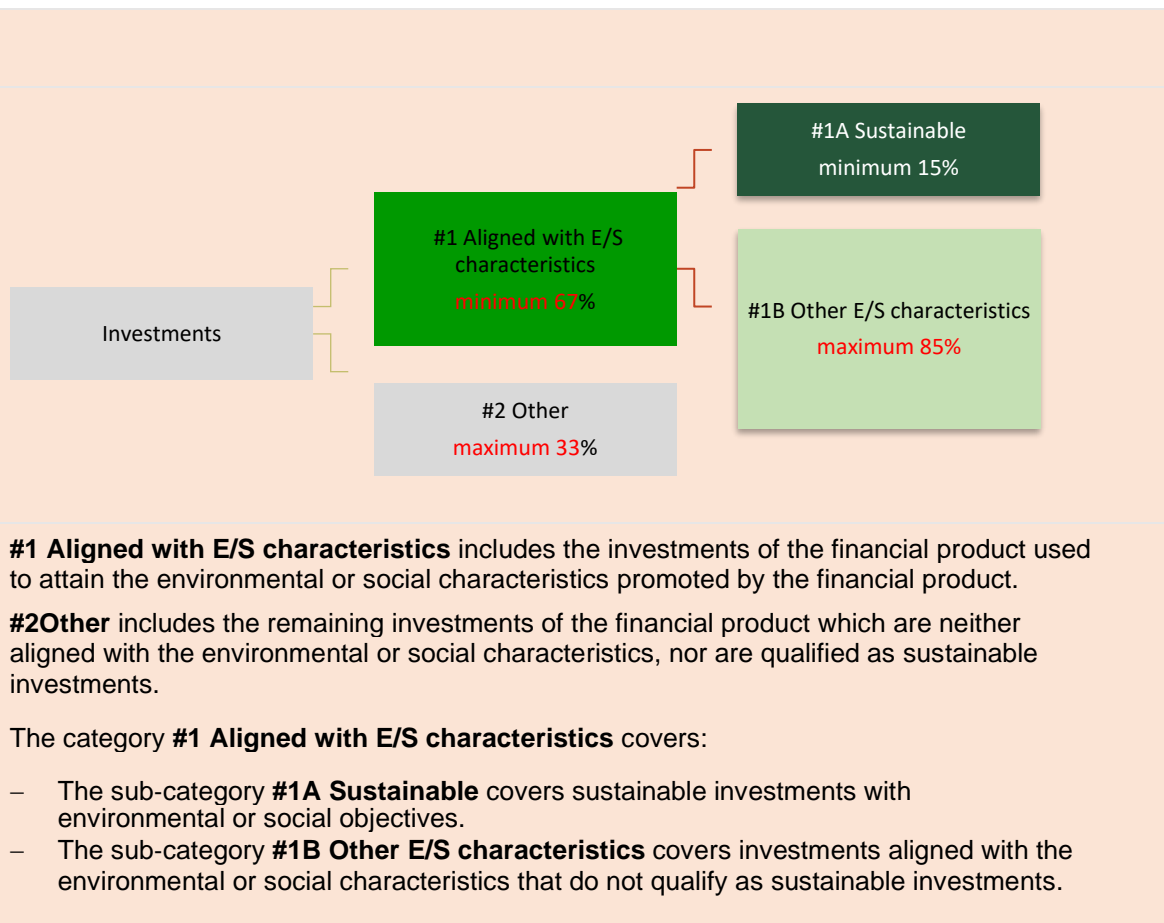 #1A Sustainable
minimum 15%
#1 Aligned with E/S
characteristics
minimum 67%
#1B Other E/S characteristics
maximum 85%
Investments
#2 Other
maximum 33%
#1 Aligned with E/S characteristics includes the investments of the financial product used
to attain the environmental or social characteristics promoted by the financial product.
#2Other includes the remaining investments of the financial product which are neither
aligned with the environmental or social characteristics, nor are qualified as sustainable
investments.
The category #1 Aligned with E/S characteristics covers:
– The sub-category #1A Sustainable covers sustainable investments with
environmental or social objectives.
– The sub-category #1B Other E/S characteristics covers investments aligned with the
environmental or social characteristics that do not qualify as sustainable investments.